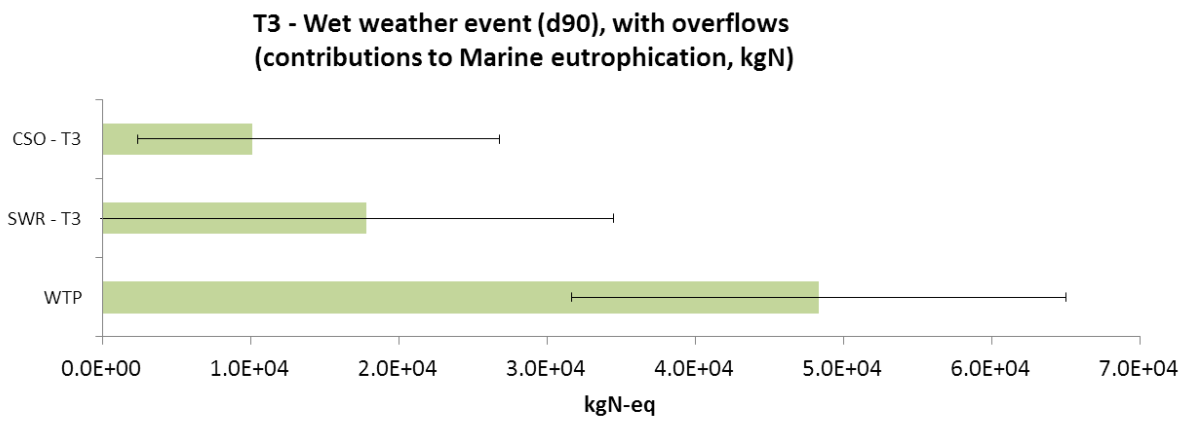 T3 - Wet weather event (d90), with overflows
(contributions to Marine eutrophication, kgN)
CSO - T3
SWR - T3
WTP
0.0E+00 1.0E+04 2.0E+04 3.0E+04 4.0E+04 5.0E+04 6.0E+04 7.0E+04
kgN-eq